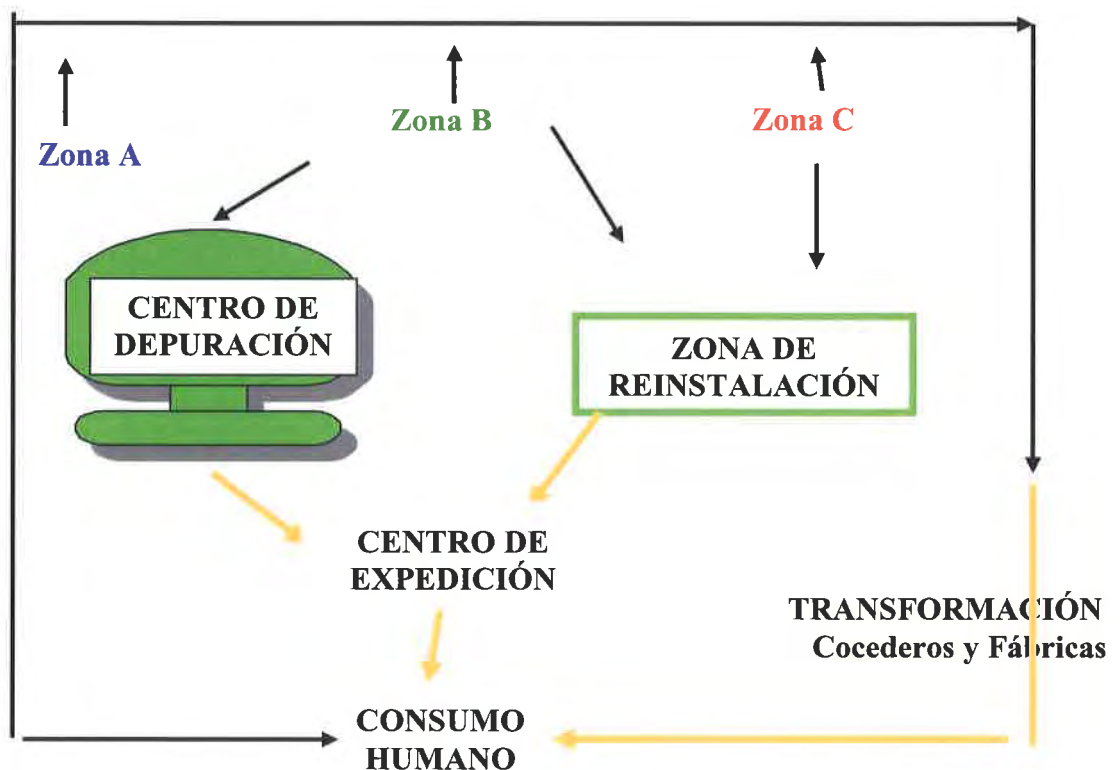 Zona A
Zona B
Zona C
CENTRO DE
DEPURACIÓN
ZONA DE
REINSTALACIÓN
CENTRO DE
EXPEDICIÓN
TRANSFORMACIÓN
Cocederos y Fábricas
CONSUMO
HUMANO